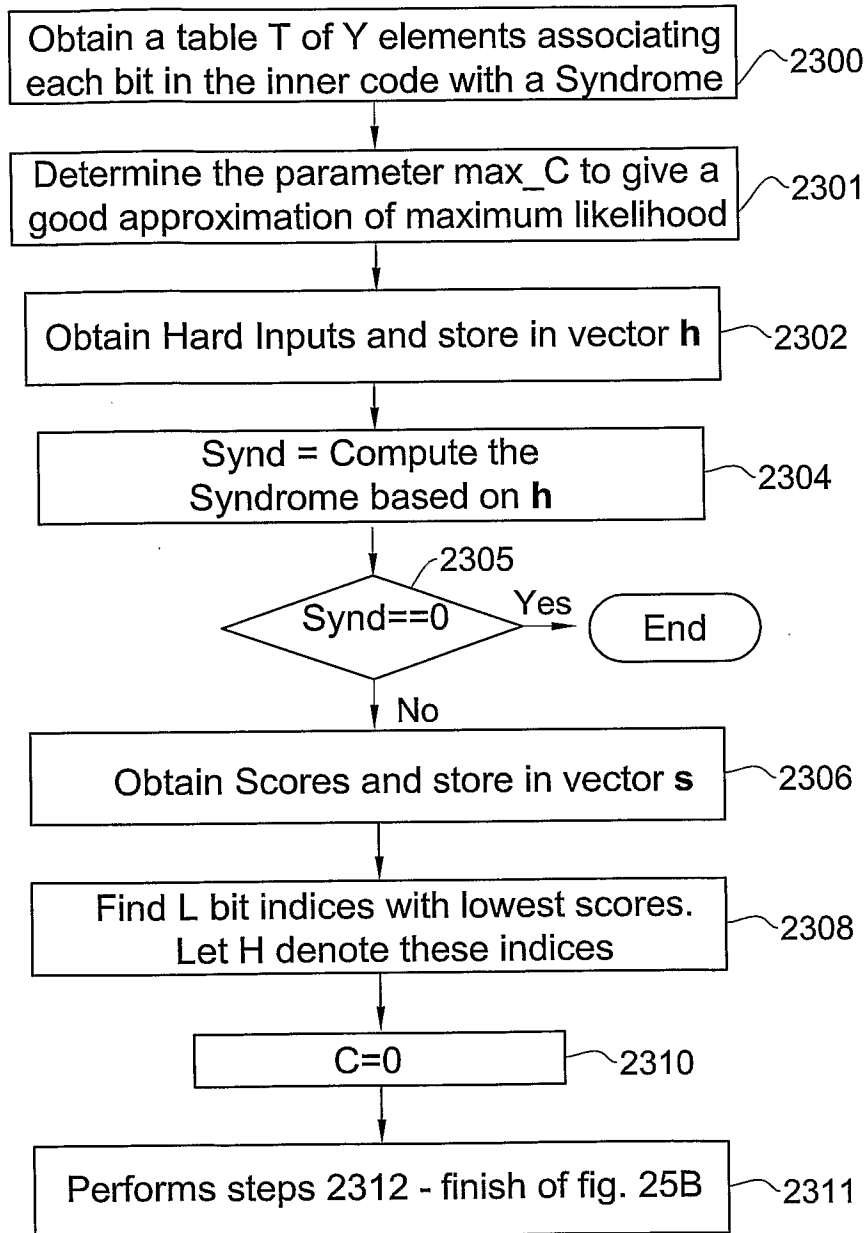 Obtain a table T of Y elements associating
each bit in the inner code with a Syndrome
2300
Determine the parameter max_C to give a
good approximation of maximum likelihood
2301
Obtain Hard Inputs and store in vector h
2302
Synd = Compute the
Syndrome based on h
2304
2305
Synd==0
Yes
End
No
Obtain Scores and store in vector s
2306
Find L bit indices with lowest scores.
Let H denote these indices
2308
C=0
2310
Performs steps 2312 - finish of fig. 25B
2311